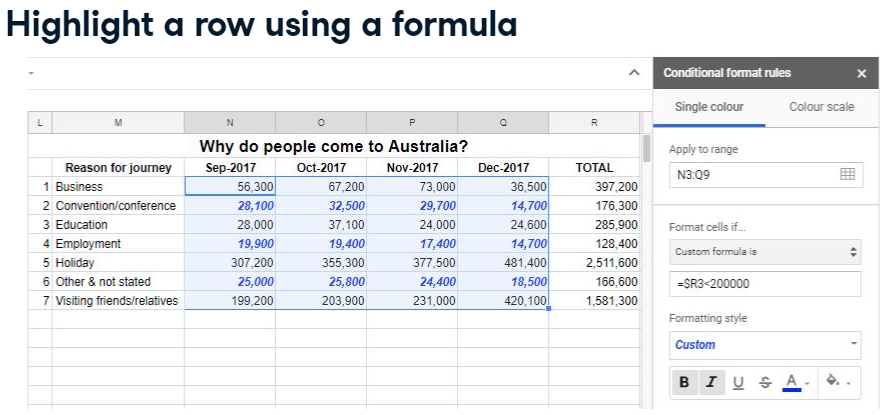 Highlight a row using a formula
Conditional format rules ×
Single colour Colour scale
L M N O P Q R
Why do people come to Australia?
Reason for journey Sep-2017 Oct-2017 Nov-2017 Dec-2017 TOTAL
1 Business 56,300 67,200 73,000 36,500 397,200
2 Convention/conference 28,100 32,500 29,700 14,700 176,300
3 Education 28,000 37,100 24,000 24,600 285,900
4 Employment 19,900 19,400 17,400 14,700 128,400
5 Holiday 307,200 355,300 377,500 481,400 2,511,600
6 Other & not stated 25,000 25,800 24,400 18,500 166,600
7 Visiting friends/relatives 199,200 203,900 231,000 420,100 1,581,300
Apply to range
N3:Q9
Format cells if...
Custom formula is
=$R3<200000
Formatting style
Custom
B I U S A